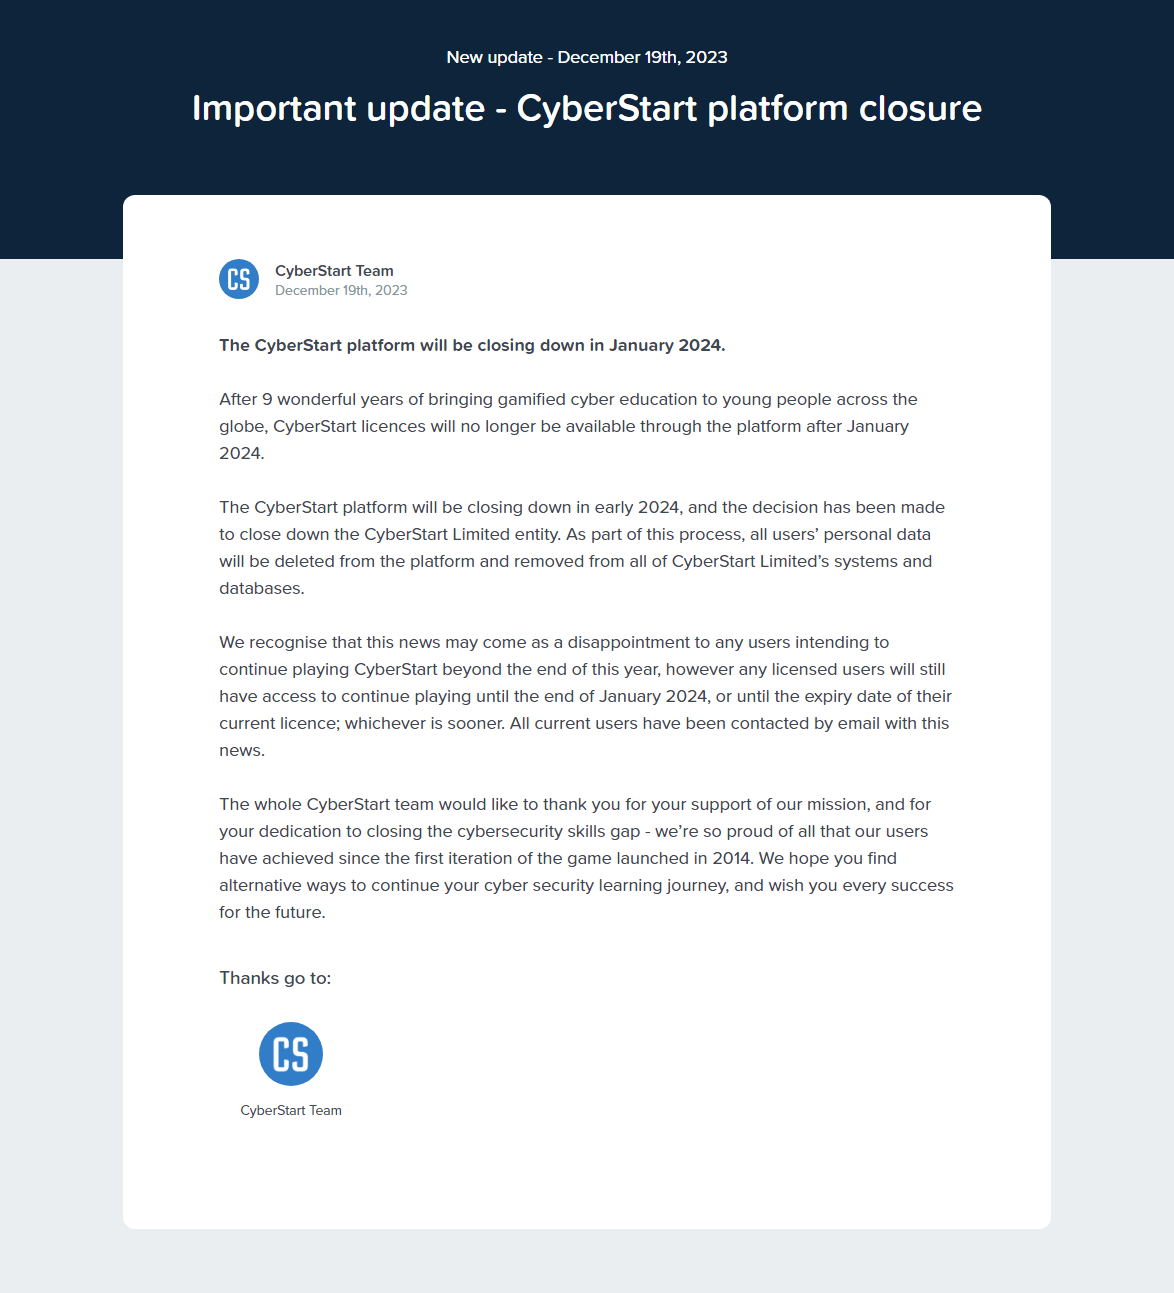 New update - December 19th, 2023
Important update - CyberStart platform closure
CS
CyberStart Team
December 19th, 2023
The CyberStart platform will be closing down in January 2024.
After 9 wonderful years of bringing gamified cyber education to young people across the
globe, CyberStart licences will no longer be available through the platform after January
2024.
The CyberStart platform will be closing down in early 2024, and the decision has been made
to close down the CyberStart Limited entity. As part of this process, all users’ personal data
will be deleted from the platform and removed from all of CyberStart Limited’s systems and
databases.
We recognise that this news may come as a disappointment to any users intending to
continue playing CyberStart beyond the end of this year, however any licensed users will still
have access to continue playing until the end of January 2024, or until the expiry date of their
current licence; whichever is sooner. All current users have been contacted by email with this
news.
The whole CyberStart team would like to thank you for your support of our mission, and for
your dedication to closing the cybersecurity skills gap - we’re so proud of all that our users
have achieved since the first iteration of the game launched in 2014. We hope you find
alternative ways to continue your cyber security learning journey, and wish you every success
for the future.
Thanks go to:
CS
CyberStart Team